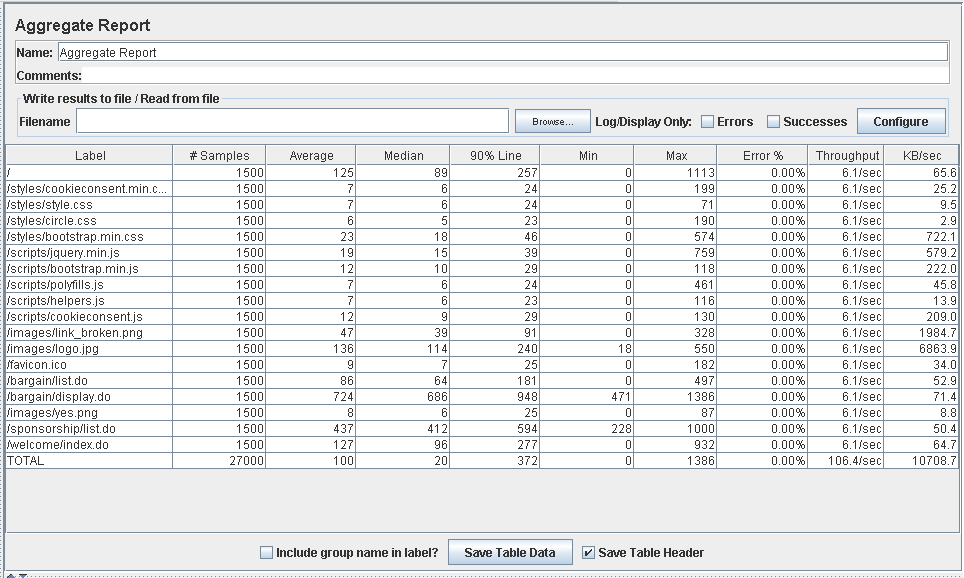 Aggregate Report
Name: Aggregate Report
Comments:
Write results to file / Read from file
Filename Browse... Log/Display Only: Errors Successes Configure
Label # Samples Average Median 90% Line Min Max Error % Throughput KB/sec
/ 1500 125 89 257 0 1113 0.00% 6.1/sec 65.6
/styles/cookieconsent.min.c... 1500 7 6 24 0 199 0.00% 6.1/sec 25.2
/styles/style.css 1500 7 6 24 0 71 0.00% 6.1/sec 9.5
/styles/circle.css 1500 6 5 23 0 190 0.00% 6.1/sec 2.9
/styles/bootstrap.min.css 1500 23 18 46 0 574 0.00% 6.1/sec 722.1
/scripts/jquery.min.js 1500 19 15 39 0 759 0.00% 6.1/sec 579.2
/scripts/bootstrap.min.js 1500 12 10 29 0 118 0.00% 6.1/sec 222.0
/scripts/polyfills.js 1500 7 6 24 0 461 0.00% 6.1/sec 45.8
/scripts/helpers.js 1500 7 6 23 0 116 0.00% 6.1/sec 13.9
/scripts/cookieconsent.js 1500 12 9 29 0 130 0.00% 6.1/sec 209.0
/images/link_broken.png 1500 47 39 91 0 328 0.00% 6.1/sec 1984.7
/images/logo.jpg 1500 136 114 240 18 550 0.00% 6.1/sec 6863.9
/favicon.ico 1500 9 7 25 0 182 0.00% 6.1/sec 34.0
/bargain/list.do 1500 86 64 181 0 497 0.00% 6.1/sec 52.9
/bargain/display.do 1500 724 686 948 471 1386 0.00% 6.1/sec 71.4
/images/yes.png 1500 8 6 25 0 87 0.00% 6.1/sec 8.8
/sponsorship/list.do 1500 437 412 594 228 1000 0.00% 6.1/sec 50.4
/welcome/index.do 1500 127 96 277 0 932 0.00% 6.1/sec 64.7
TOTAL 27000 100 20 372 0 1386 0.00% 106.4/sec 10708.7
Include group name in label? Save Table Data Save Table Header